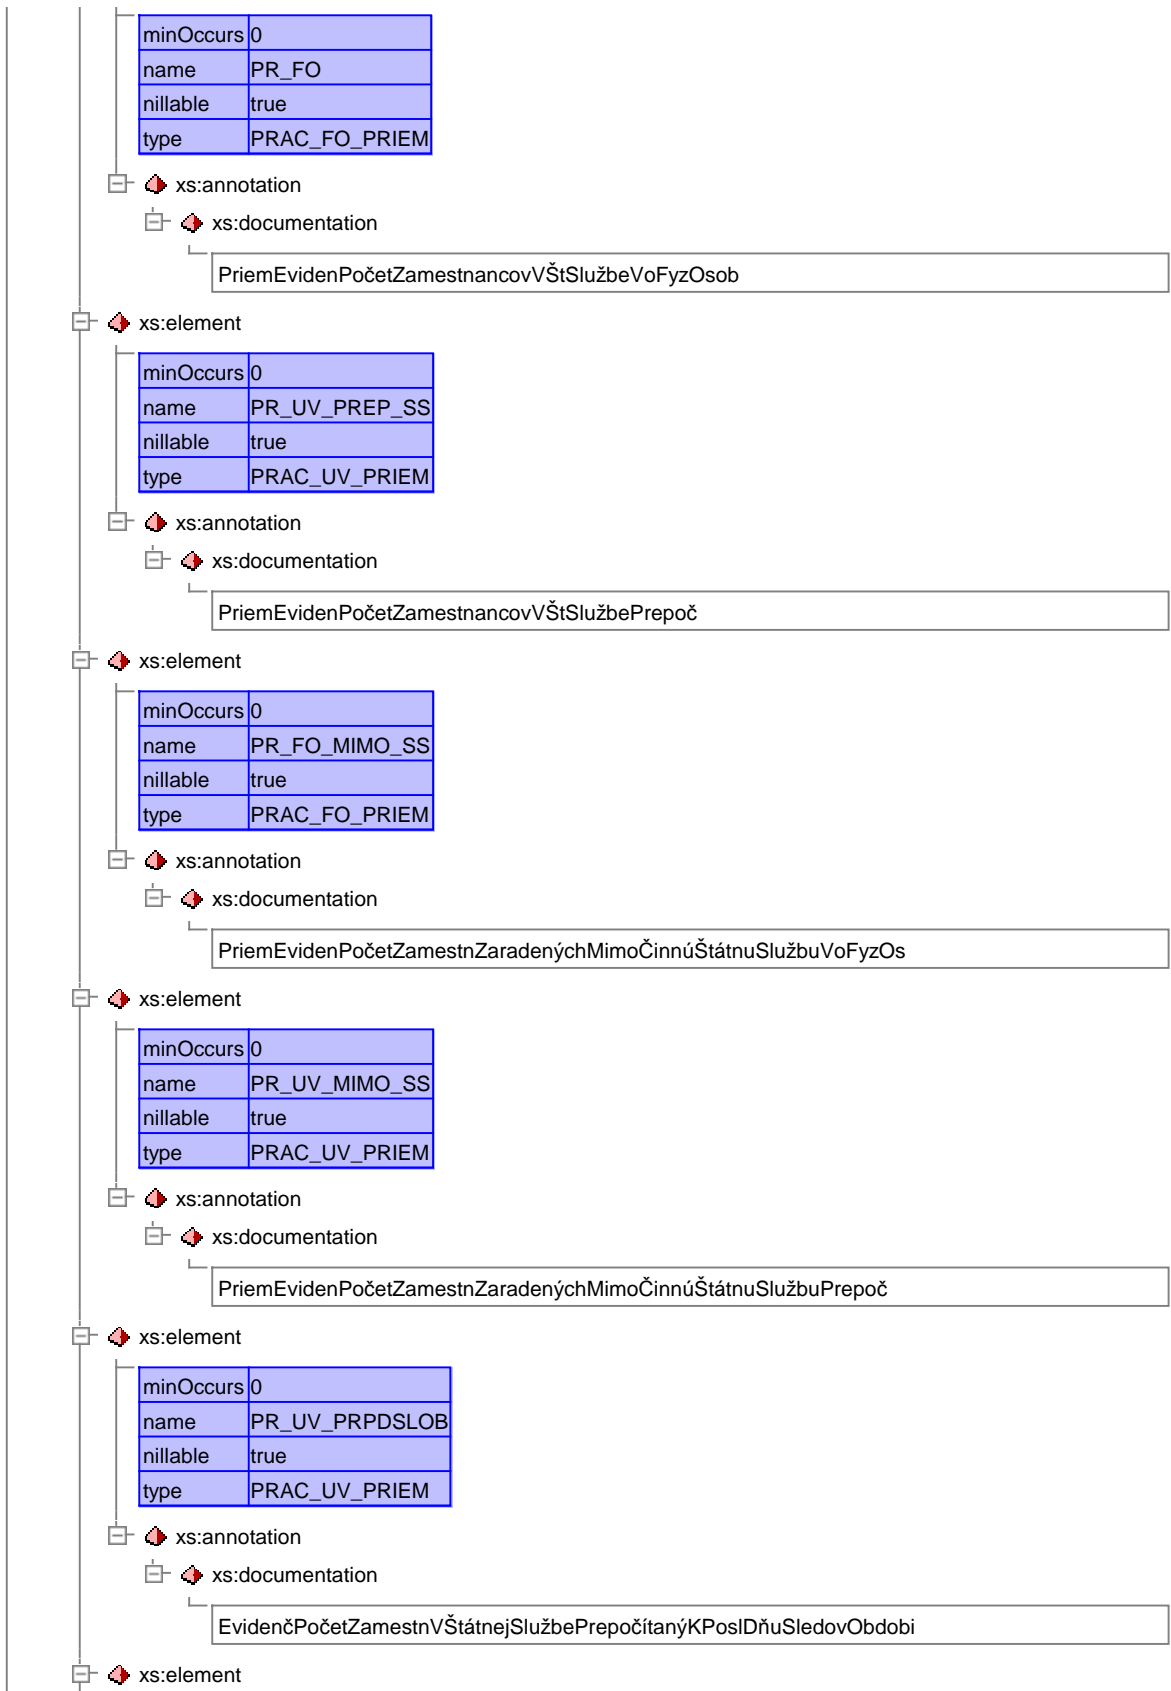 minOccurs 0
name PR_FO
nillable true
type PRAC_FO_PRIEM
xs:annotation
xs:documentation
PriemEvidenPočetZamestnancovVŠtSlužbeVoFyzOsob
xs:element
minOccurs 0
name PR_UV_PREP_SS
nillable true
type PRAC_UV_PRIEM
xs:annotation
xs:documentation
PriemEvidenPočetZamestnancovVŠtSlužbePrepoč
xs:element
minOccurs 0
name PR_FO_MIMO_SS
nillable true
type PRAC_FO_PRIEM
xs:annotation
xs:documentation
PriemEvidenPočetZamestnZaradenýchMimoČinnúŠtátnuSlužbuVoFyzOs
xs:element
minOccurs 0
name PR_UV_MIMO_SS
nillable true
type PRAC_UV_PRIEM
xs:annotation
xs:documentation
PriemEvidenPočetZamestnZaradenýchMimoČinnúŠtátnuSlužbuPrepoč
xs:element
minOccurs 0
name PR_UV_PRPDSLOB
nillable true
type PRAC_UV_PRIEM
xs:annotation
xs:documentation
EvidenčPočetZamestnVŠtátnejSlužbePrepočítanýKPoslDňuSledovObdobi
xs:element